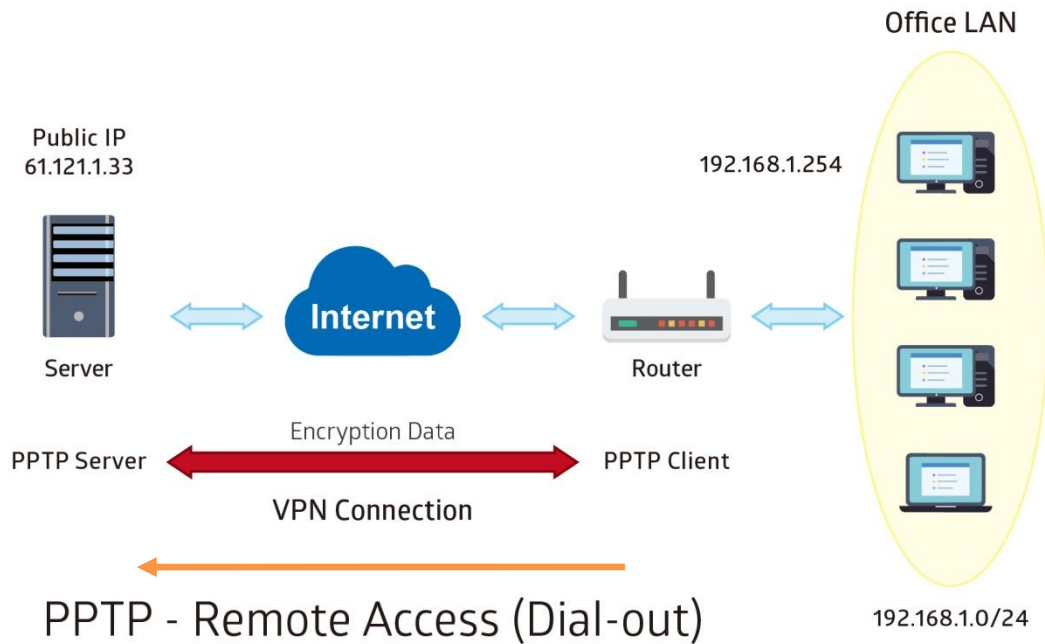 Office LAN
Public IP
61.121.1.33
192.168.1.254
Internet
Server
Router
Encryption Data
PPTP Server
PPTP Client
VPN Connection
PPTP - Remote Access (Dial-out)
192.168.1.0/24